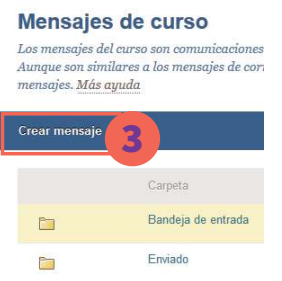 Mensajes de curso
Los mensajes del curso son comunicaciones
Aunque son similares a los mensajes de cor
mensajes. Más ayuda
Crear mensaje
3
Carpeta
Bandeja de entrada
Enviado